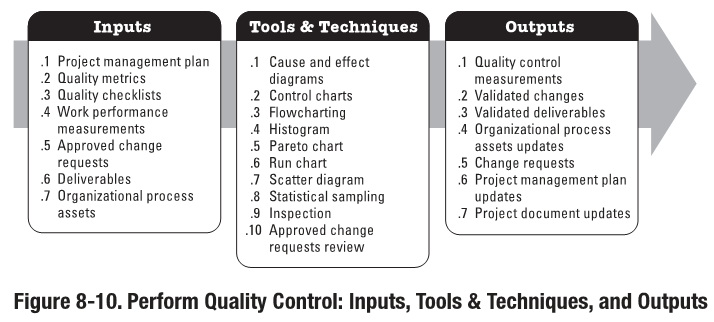 Inputs
.1 Project management plan
.2 Quality metrics
.3 Quality checklists
.4 Work performance
measurements
.5 Approved change
requests
.6 Deliverables
.7 Organizational process
assets
Tools & Techniques
.1 Cause and effect
diagrams
.2 Control charts
.3 Flowcharting
.4 Histogram
.5 Pareto chart
.6 Run chart
.7 Scatter diagram
.8 Statistical sampling
.9 Inspection
.10 Approved change
requests review
Outputs
.1 Quality control
measurements
.2 Validated changes
.3 Validated deliverables
.4 Organizational process
assets updates
.5 Change requests
.6 Project management plan
updates
.7 Project document updates
Figure 8-10. Perform Quality Control: Inputs, Tools & Techniques, and Outputs